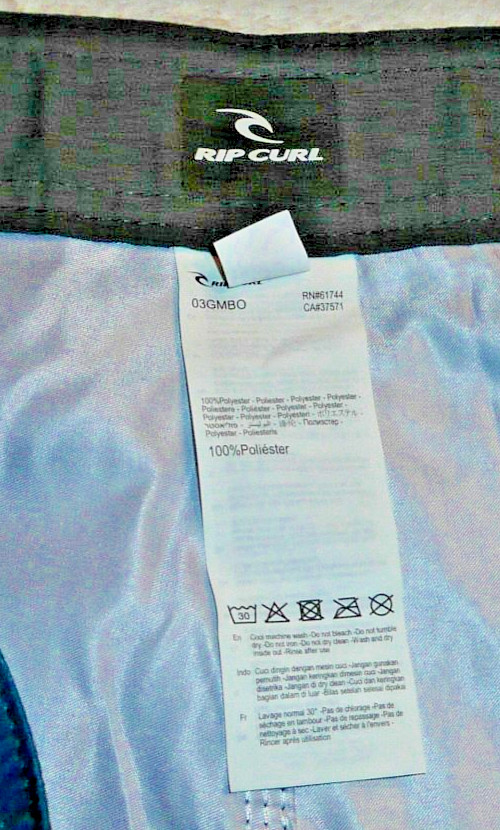 RIP CURL
03GMBO
RN#61744
CA#37571
100%Polyester - Poliester - Polyester - Polyester -
Poliestere - Poliéster - Polyester - Polyester -
Polyester - Polyester - Polyesteri - ポリエステル -
Полиэстер -
Polyester - Poliesteris
100%Poliéster
30
En Cool machine wash -Do not bleach -Do not tumble
dry -Do not iron -Do not dry clean -Wash and dry
inside out -Rinse after use
Indo Cuci dingin dengan mesin cuci -Jangan gunakan
pemutih -Jangan keringkan dimesin cuci -Jangan
disetrika -Jangan di dry clean -Cuci dan keringkan
bagian dalam di luar -Bilas setelah selesai dipakai
Fr Lavage normal 30° -Pas de chlorage -Pas de
séchage en tambour -Pas de repassage -Pas de
nettoyage à sec -Laver et sécher à l'envers -
Rincer après utilisation